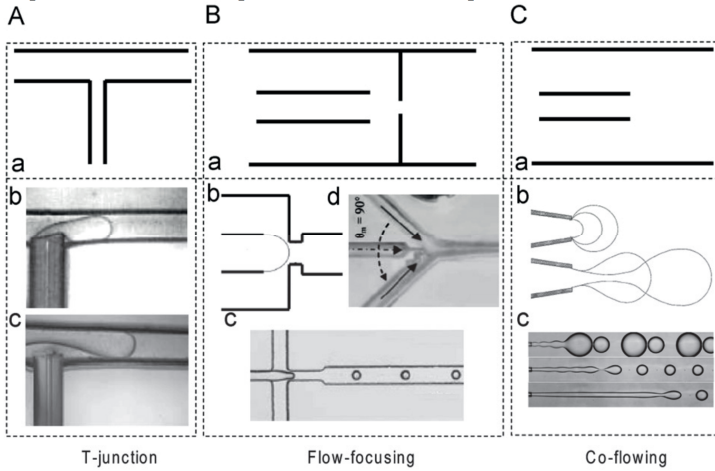 A
B
C
a
a
a
b
b
d
b
θm = 90°
c
c
c
T-junction
Flow-focusing
Co-flowing